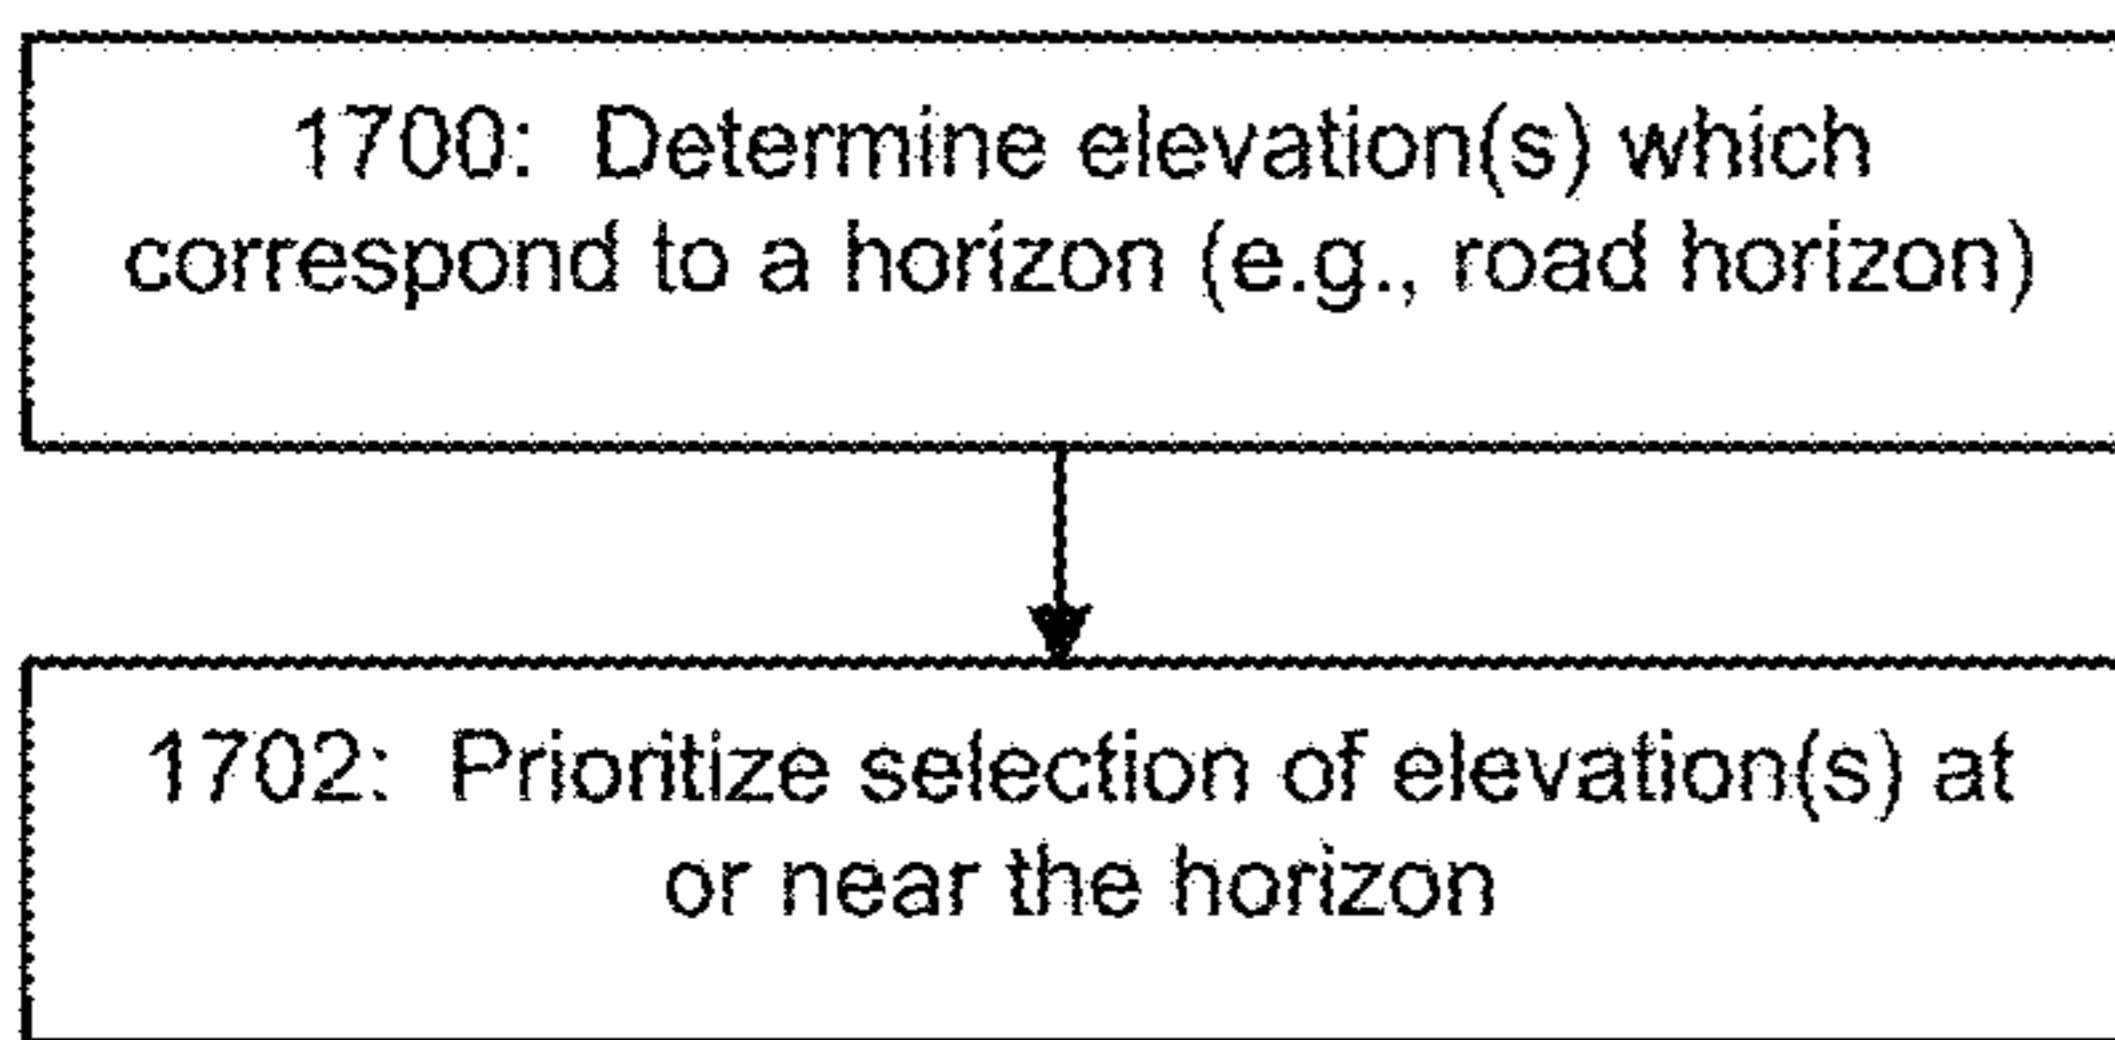 1700: Determine elevation(s) which
correspond to a horizon (e.g., road horizon)
1702: Prioritize selection of elevation(s) at
or near the horizon